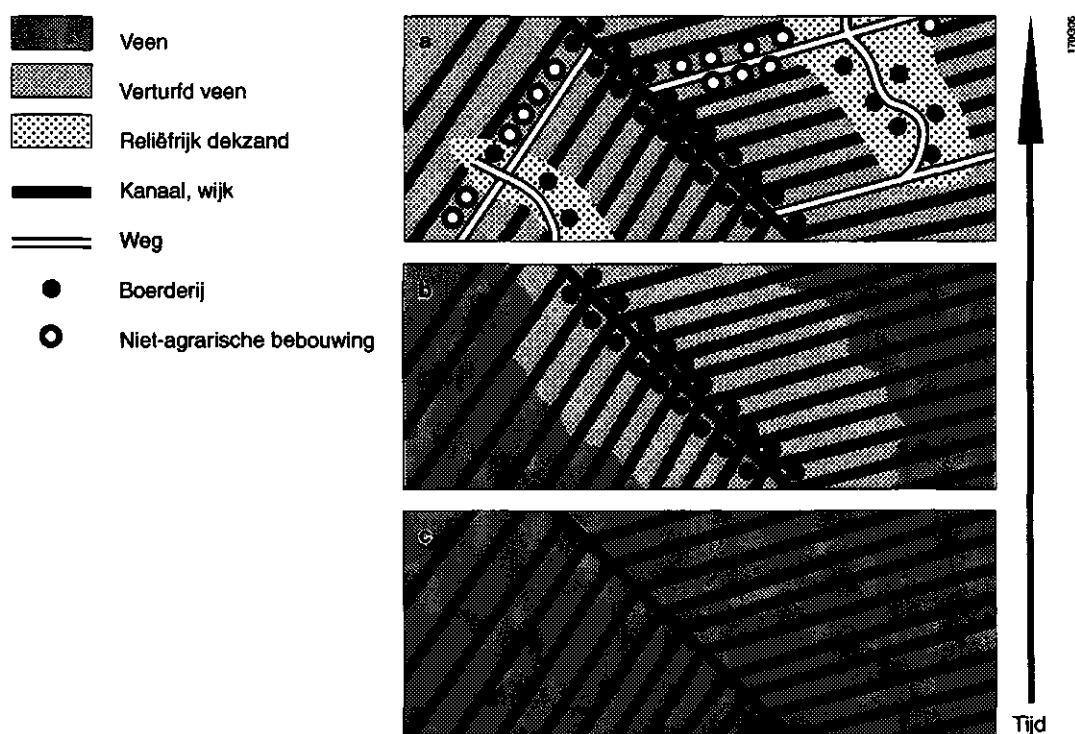 Veen
Verturfd veen
Reliëfrijk dekzand
Kanaal, wijk
Weg
Boerderij
Niet-agrarische bebouwing
a
b
c
Tijd